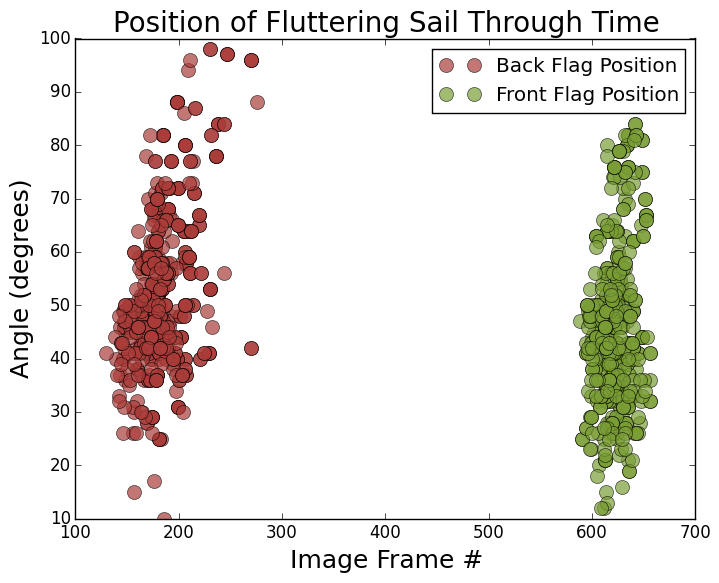 Position of Fluttering Sail Through Time
Back Flag Position
Front Flag Position
100
90
80
70
60
50
40
30
20
10
Angle (degrees)
100 200 300 400 500 600 700
Image Frame #